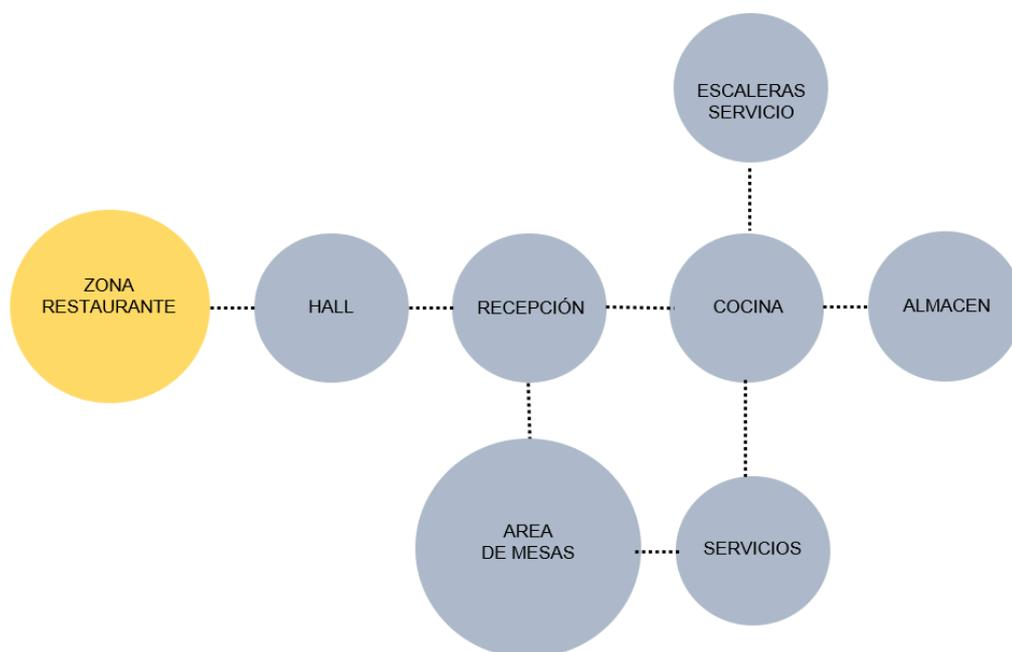 ESCALERAS
SERVICIO
ZONA
RESTAURANTE
HALL
RECEPCIÓN
COCINA
ALMACEN
AREA
DE MESAS
SERVICIOS